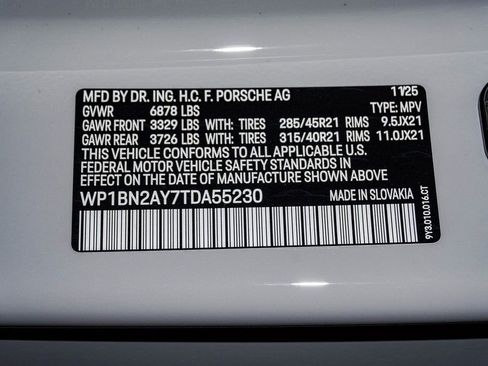 MFD BY DR. ING. H.C. F. PORSCHE AG 11/25
GVWR 6878 LBS TYPE: MPV
GAWR FRONT 3329 LBS WITH: TIRES 285/45R21 RIMS 9.5JX21
GAWR REAR 3726 LBS WITH: TIRES 315/40R21 RIMS 11.0JX21
THIS VEHICLE CONFORMS TO ALL APPLICABLE U.S.
FEDERAL MOTOR VEHICLE SAFETY STANDARDS IN
EFFECT ON THE DATE OF MANUFACTURE SHOWN ABOVE.
WP1BN2AY7TDA55230 MADE IN SLOVAKIA
9Y3.010.016.CT